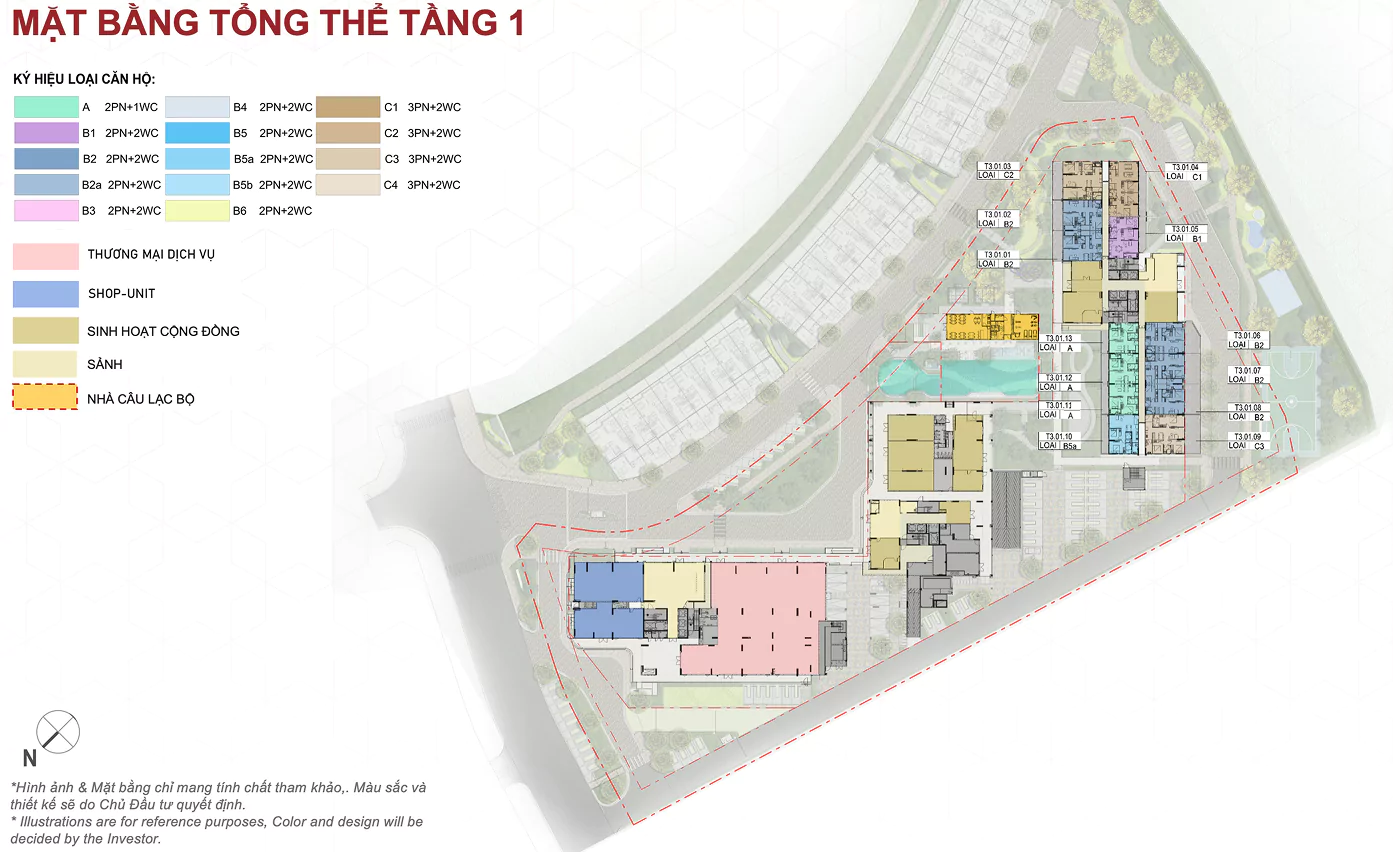 MẶT BẰNG TỔNG THỂ TẦNG 1
KÝ HIỆU LOẠI CĂN HỘ:
A 2PN+1WC
B1 2PN+2WC
B2 2PN+2WC
B2a 2PN+2WC
B3 2PN+2WC
B4 2PN+2WC
B5 2PN+2WC
B5a 2PN+2WC
B5b 2PN+2WC
B6 2PN+2WC
C1 3PN+2WC
C2 3PN+2WC
C3 3PN+2WC
C4 3PN+2WC
THƯƠNG MẠI DỊCH VỤ
SHOP-UNIT
SINH HOẠT CỘNG ĐỒNG
SẢNH
NHÀ CÂU LẠC BỘ
T3.01.03
LOẠI C2
T3.01.04
LOẠI C1
T3.01.02
LOẠI B2
T3.01.05
LOẠI B1
T3.01.01
LOẠI B2
T3.01.13
LOẠI A
T3.01.06
LOẠI B2
T3.01.12
LOẠI A
T3.01.07
LOẠI B2
T3.01.11
LOẠI A
T3.01.08
LOẠI B2
T3.01.10
LOẠI B5a
T3.01.09
LOẠI C3
N
*Hình ảnh & Mặt bằng chỉ mang tính chất tham khảo,. Màu sắc và
thiết kế sẽ do Chủ Đầu tư quyết định.
* Illustrations are for reference purposes, Color and design will be
decided by the Investor.